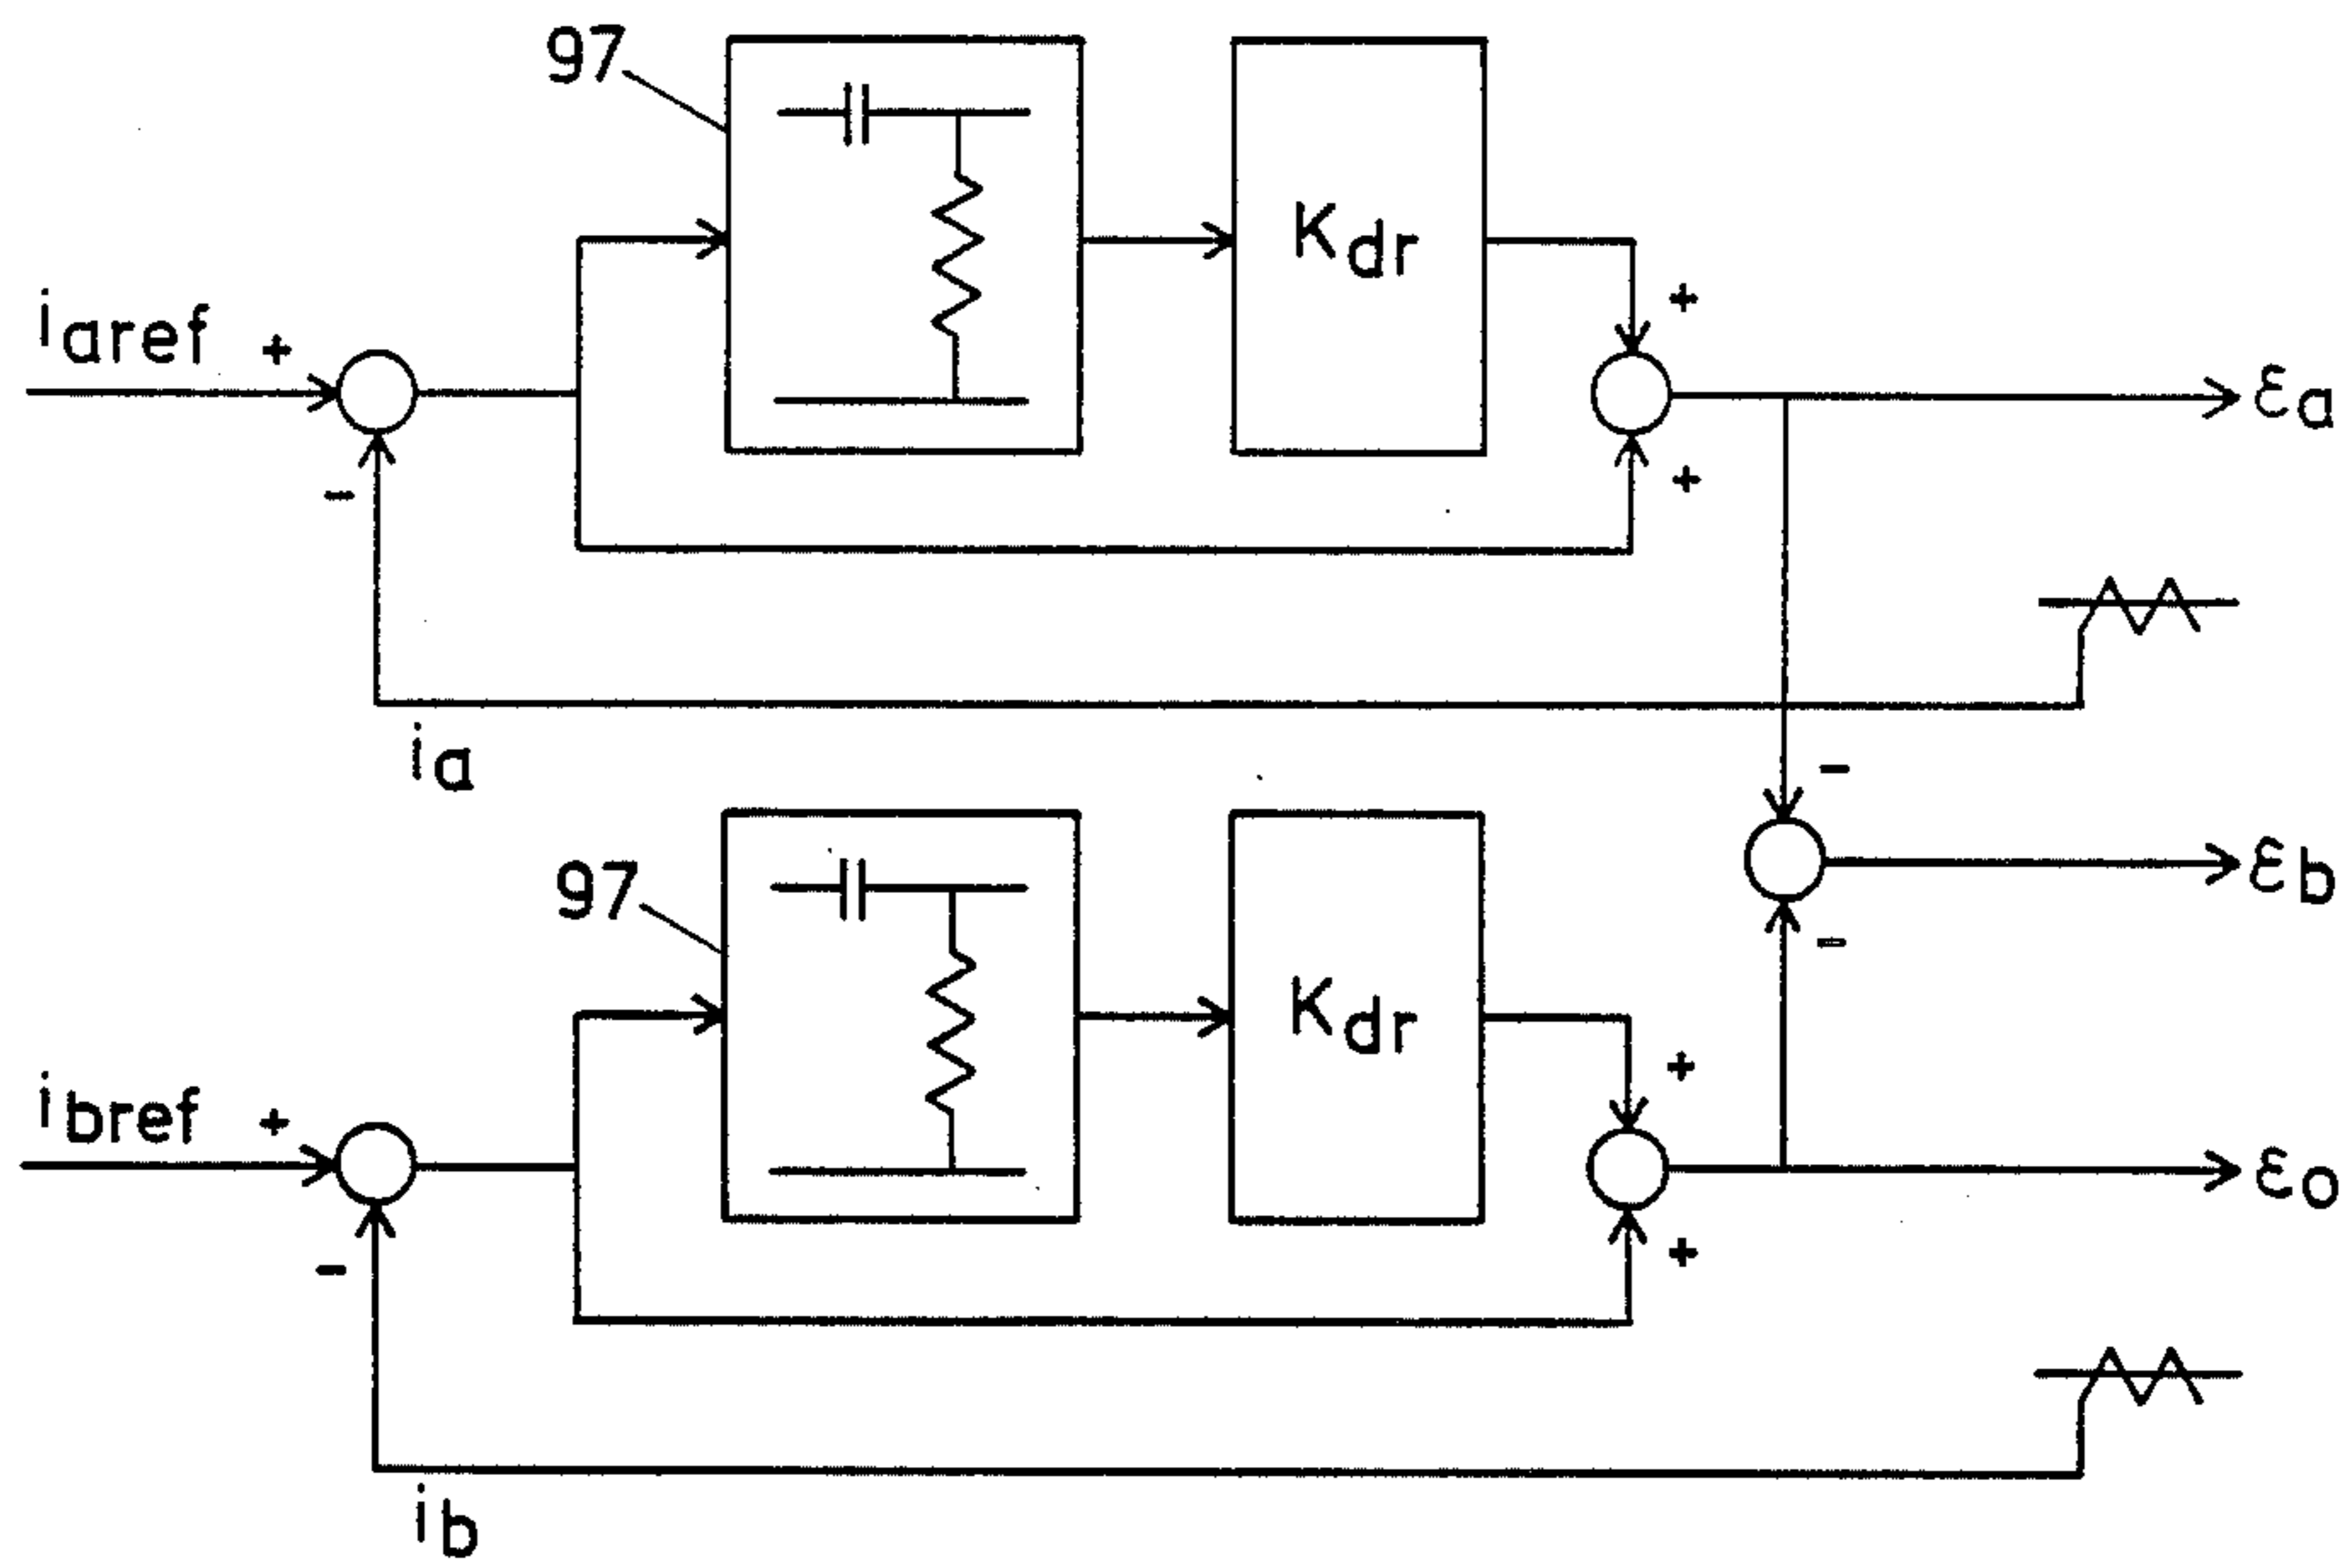 97
Kdr
+
iaref +
εa
-
+
ia
-
97
εb
-
Kdr
+
ibref +
εo
-
+
ib